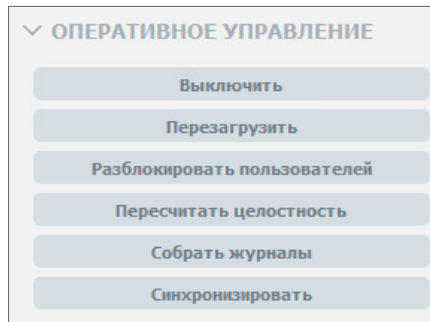 ОПЕРАТИВНОЕ УПРАВЛЕНИЕ
Выключить
Перезагрузить
Разблокировать пользователей
Пересчитать целостность
Собрать журналы
Синхронизировать